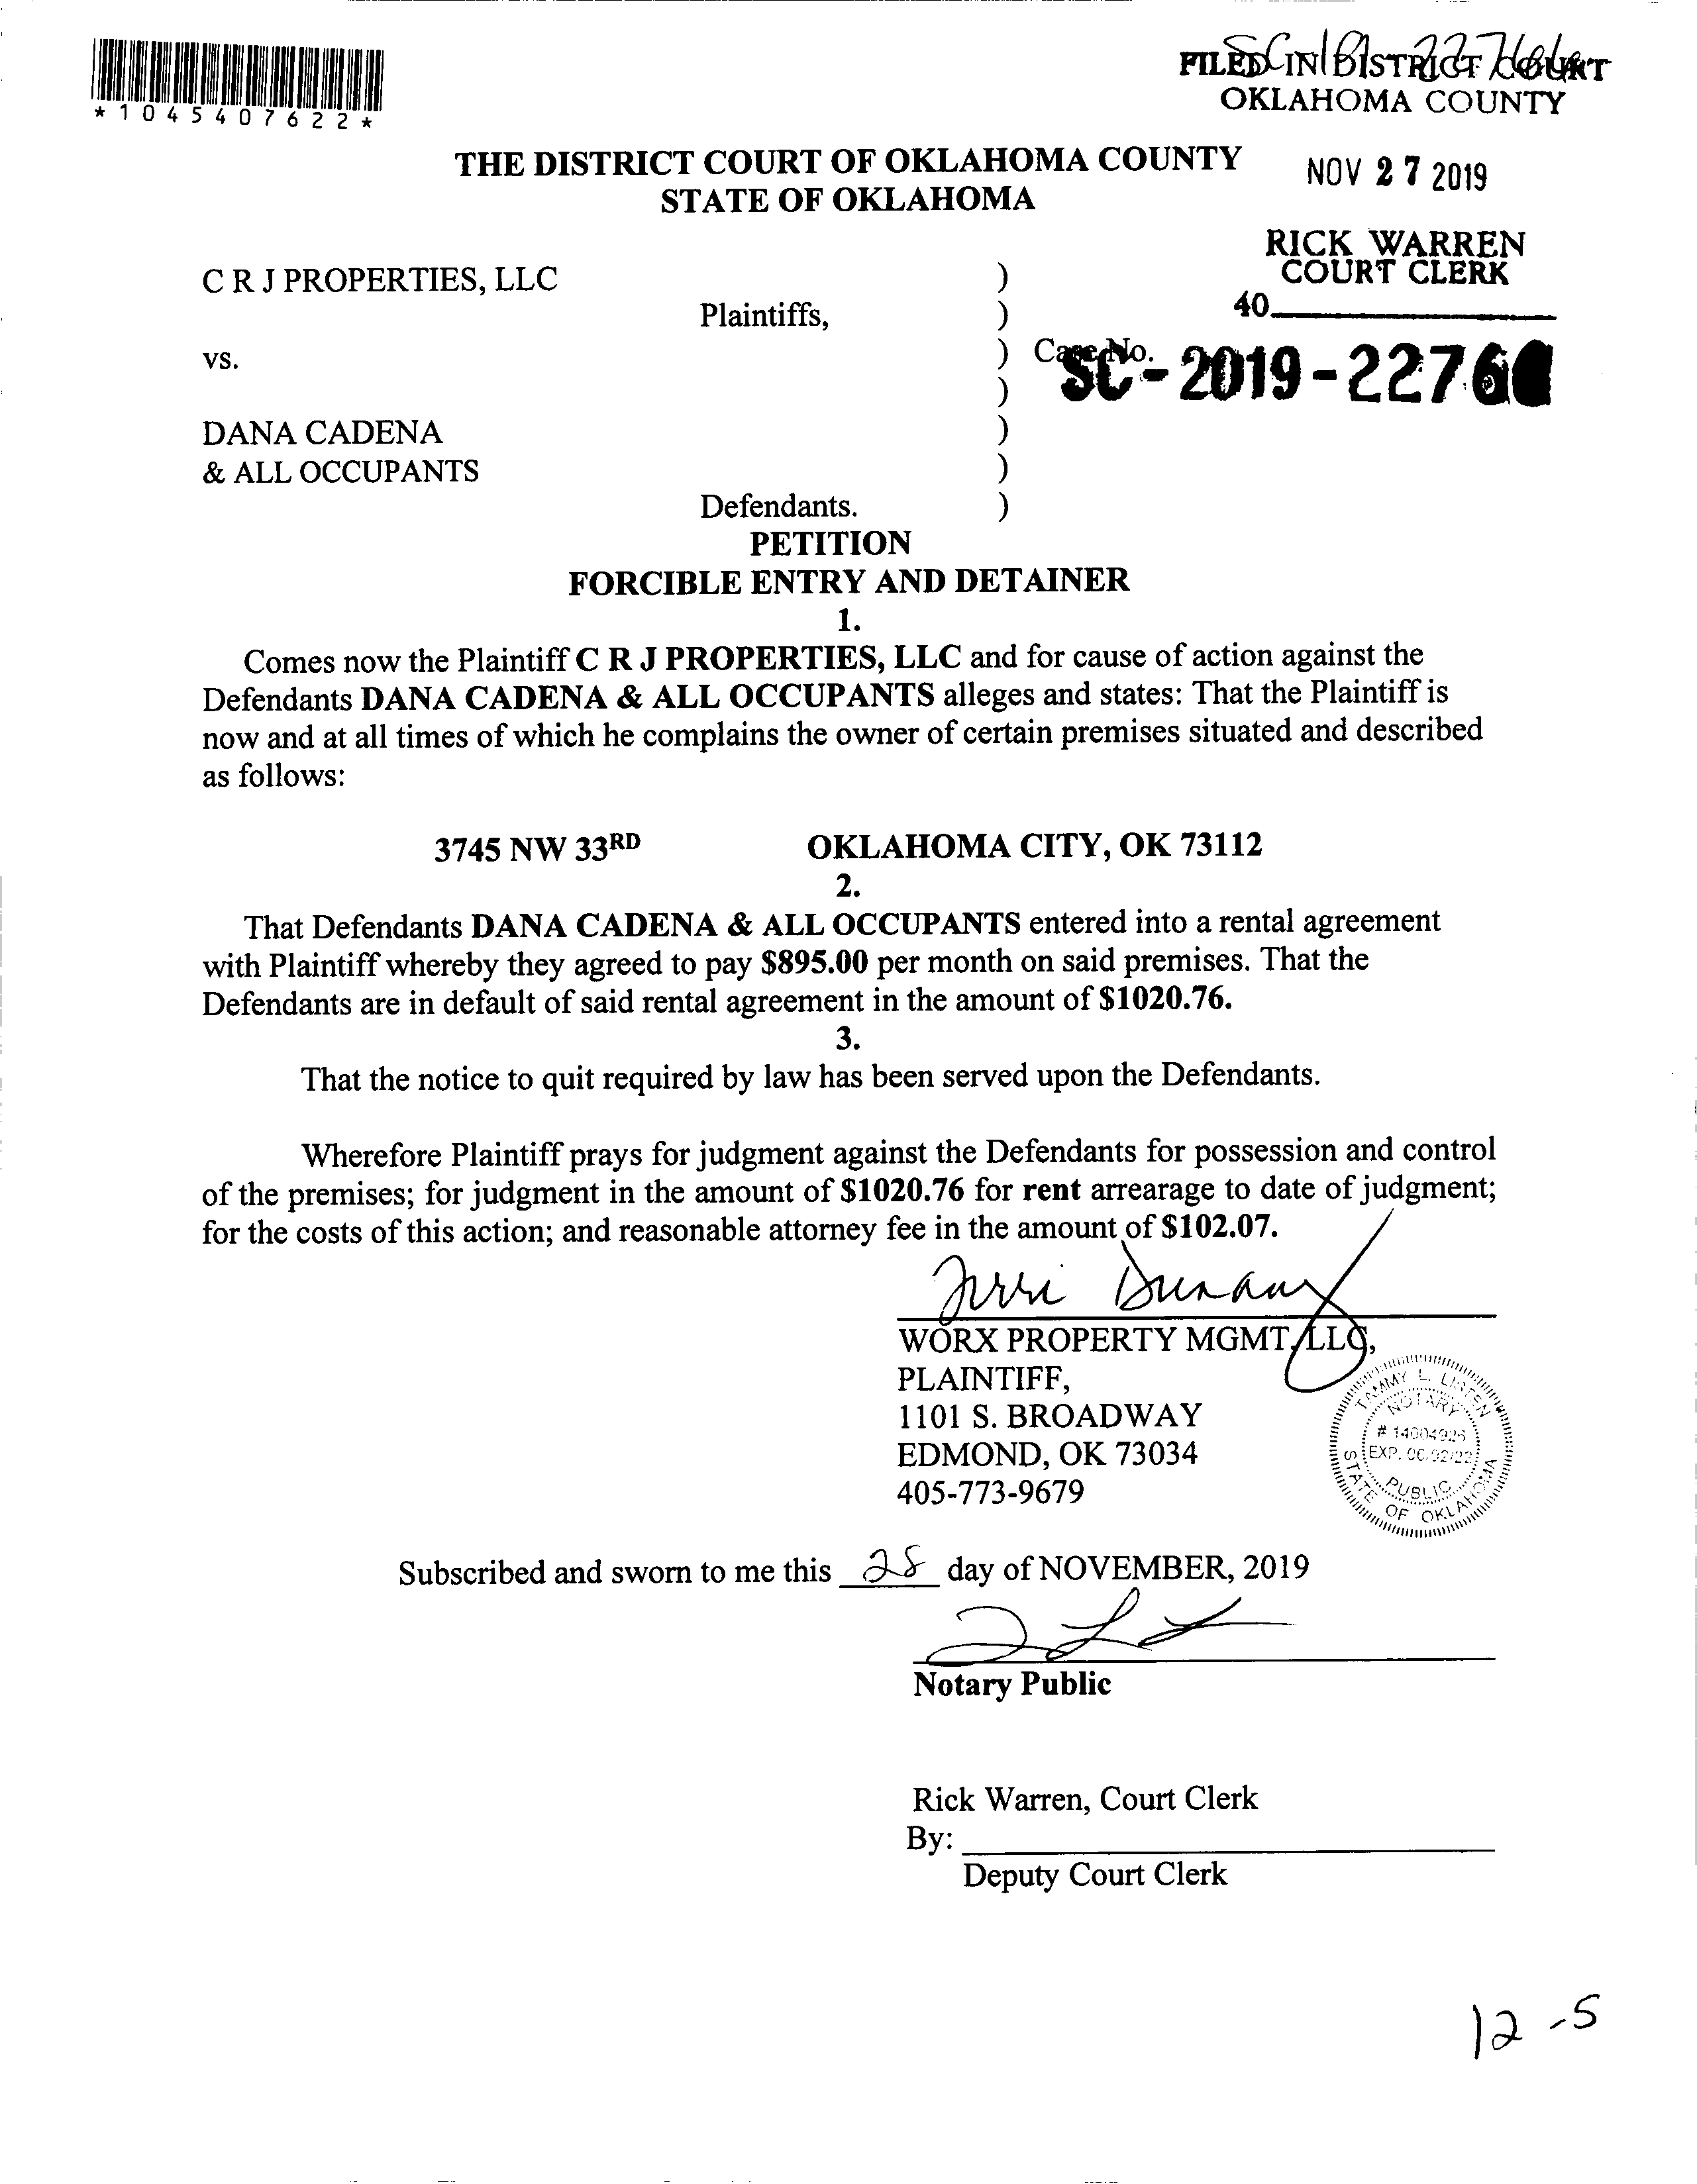 *1045407622*
FILED IN DISTRICT COURT
OKLAHOMA COUNTY
NOV 27 2019
RICK WARREN
COURT CLERK
40
THE DISTRICT COURT OF OKLAHOMA COUNTY
STATE OF OKLAHOMA
C R J PROPERTIES, LLC )
Plaintiffs, )
vs. ) Case No.
SC-2019-2276
)
DANA CADENA )
& ALL OCCUPANTS )
Defendants. )
PETITION
FORCIBLE ENTRY AND DETAINER
1.
Comes now the Plaintiff C R J PROPERTIES, LLC and for cause of action against the
Defendants DANA CADENA & ALL OCCUPANTS alleges and states: That the Plaintiff is
now and at all times of which he complains the owner of certain premises situated and described
as follows:
3745 NW 33RD OKLAHOMA CITY, OK 73112
2.
That Defendants DANA CADENA & ALL OCCUPANTS entered into a rental agreement
with Plaintiff whereby they agreed to pay $895.00 per month on said premises. That the
Defendants are in default of said rental agreement in the amount of $1020.76.
3.
That the notice to quit required by law has been served upon the Defendants.
Wherefore Plaintiff prays for judgment against the Defendants for possession and control
of the premises; for judgment in the amount of $1020.76 for rent arrearage to date of judgment;
for the costs of this action; and reasonable attorney fee in the amount of $102.07.
WORX PROPERTY MGMT, LLC,
PLAINTIFF,
1101 S. BROADWAY
EDMOND, OK 73034
405-773-9679
TAMMY L.
NOTARY
# 14004926
EXP.
PUBLIC
STATE OF OKLAHOMA
Subscribed and sworn to me this 25 day of NOVEMBER, 2019
Notary Public
Rick Warren, Court Clerk
By:
Deputy Court Clerk
12-5